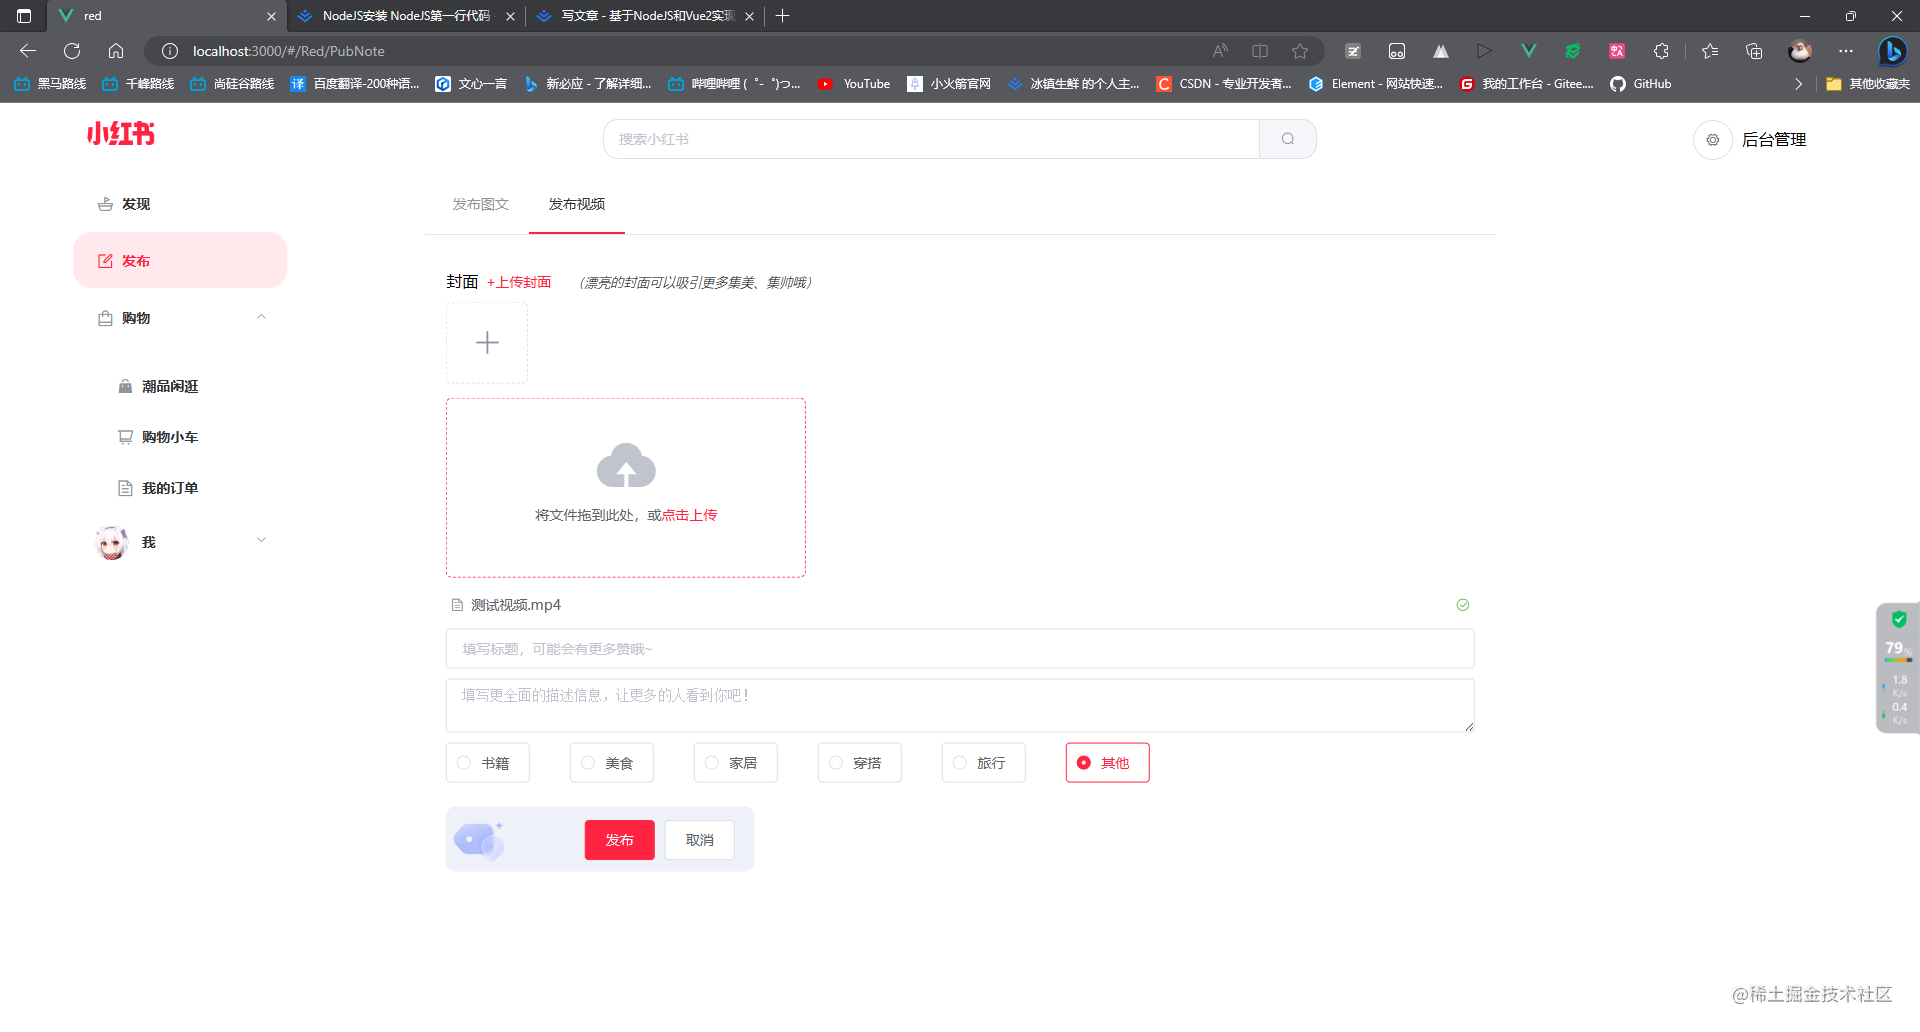 red
NodeJS安装 NodeJS第一行代码
写文章 - 基于NodeJS和Vue2实现
localhost:3000/#/Red/PubNote
黑马路线 千峰路线 尚硅谷路线 百度翻译-200种语... 文心一言 新必应 - 了解详细... 哔哩哔哩 ( ゜- ゜)つ... YouTube 小火箭官网 冰镇生鲜 的个人主... CSDN - 专业开发者... Element - 网站快速... 我的工作台 - Gitee.... GitHub 其他收藏夹
小红书
搜索小红书
后台管理
发现
发布
购物
潮品闲逛
购物小车
我的订单
我
发布图文 发布视频
封面 +上传封面 （漂亮的封面可以吸引更多集美、集帅哦）
将文件拖到此处，或点击上传
测试视频.mp4
填写标题，可能会有更多赞哦~
填写更全面的描述信息，让更多的人看到你吧！
书籍 美食 家居 穿搭 旅行 其他
发布 取消
79%
1.8
K/s
0.4
K/s
@稀土掘金技术社区